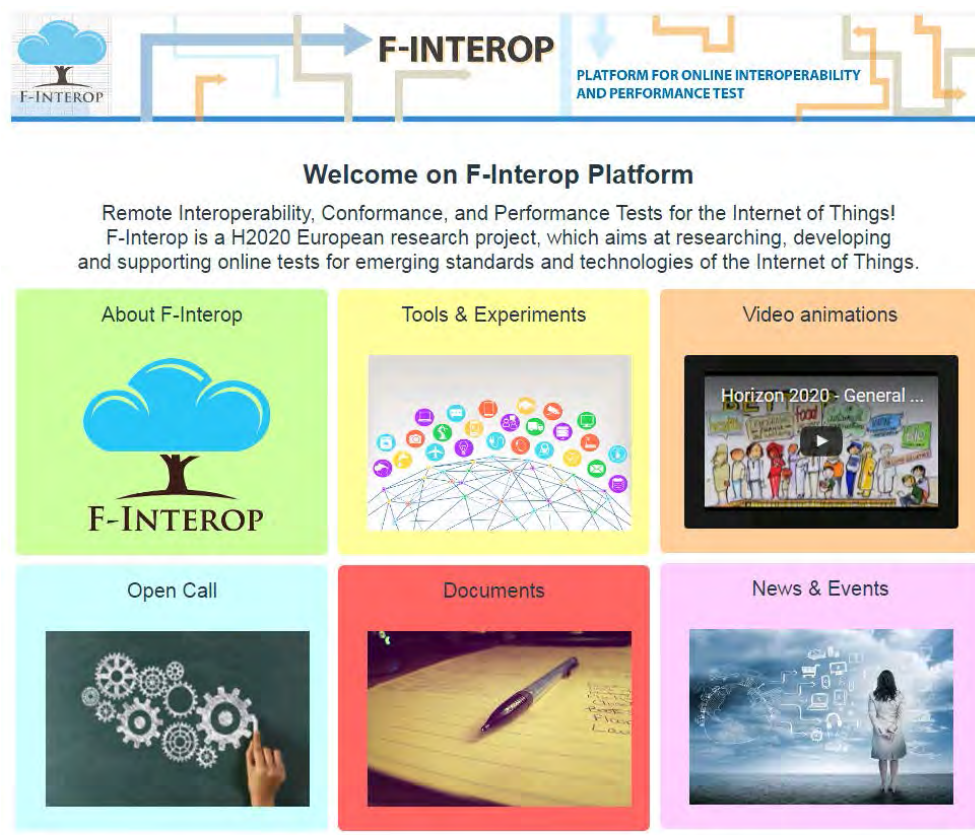 F-INTEROP
F-INTEROP
PLATFORM FOR ONLINE INTEROPERABILITY
AND PERFORMANCE TEST
Welcome on F-Interop Platform
Remote Interoperability, Conformance, and Performance Tests for the Internet of Things!
F-Interop is a H2020 European research project, which aims at researching, developing
and supporting online tests for emerging standards and technologies of the Internet of Things.
About F-Interop
F-INTEROP
Tools & Experiments
Video animations
Horizon 2020 - General ...
food
Open Call
Documents
News & Events